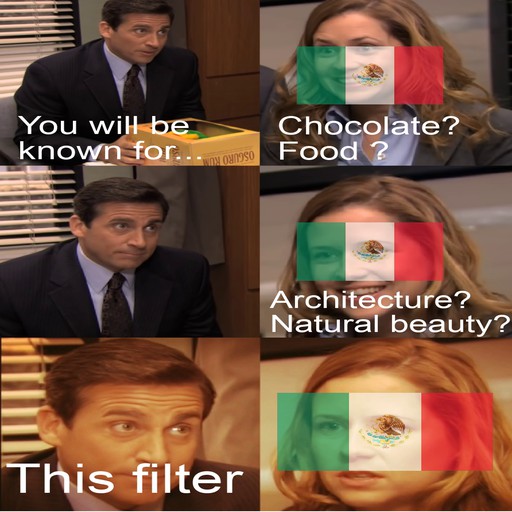 You will be
known for...
Chocolate?
Food ?
Architecture?
Natural beauty?
This filter